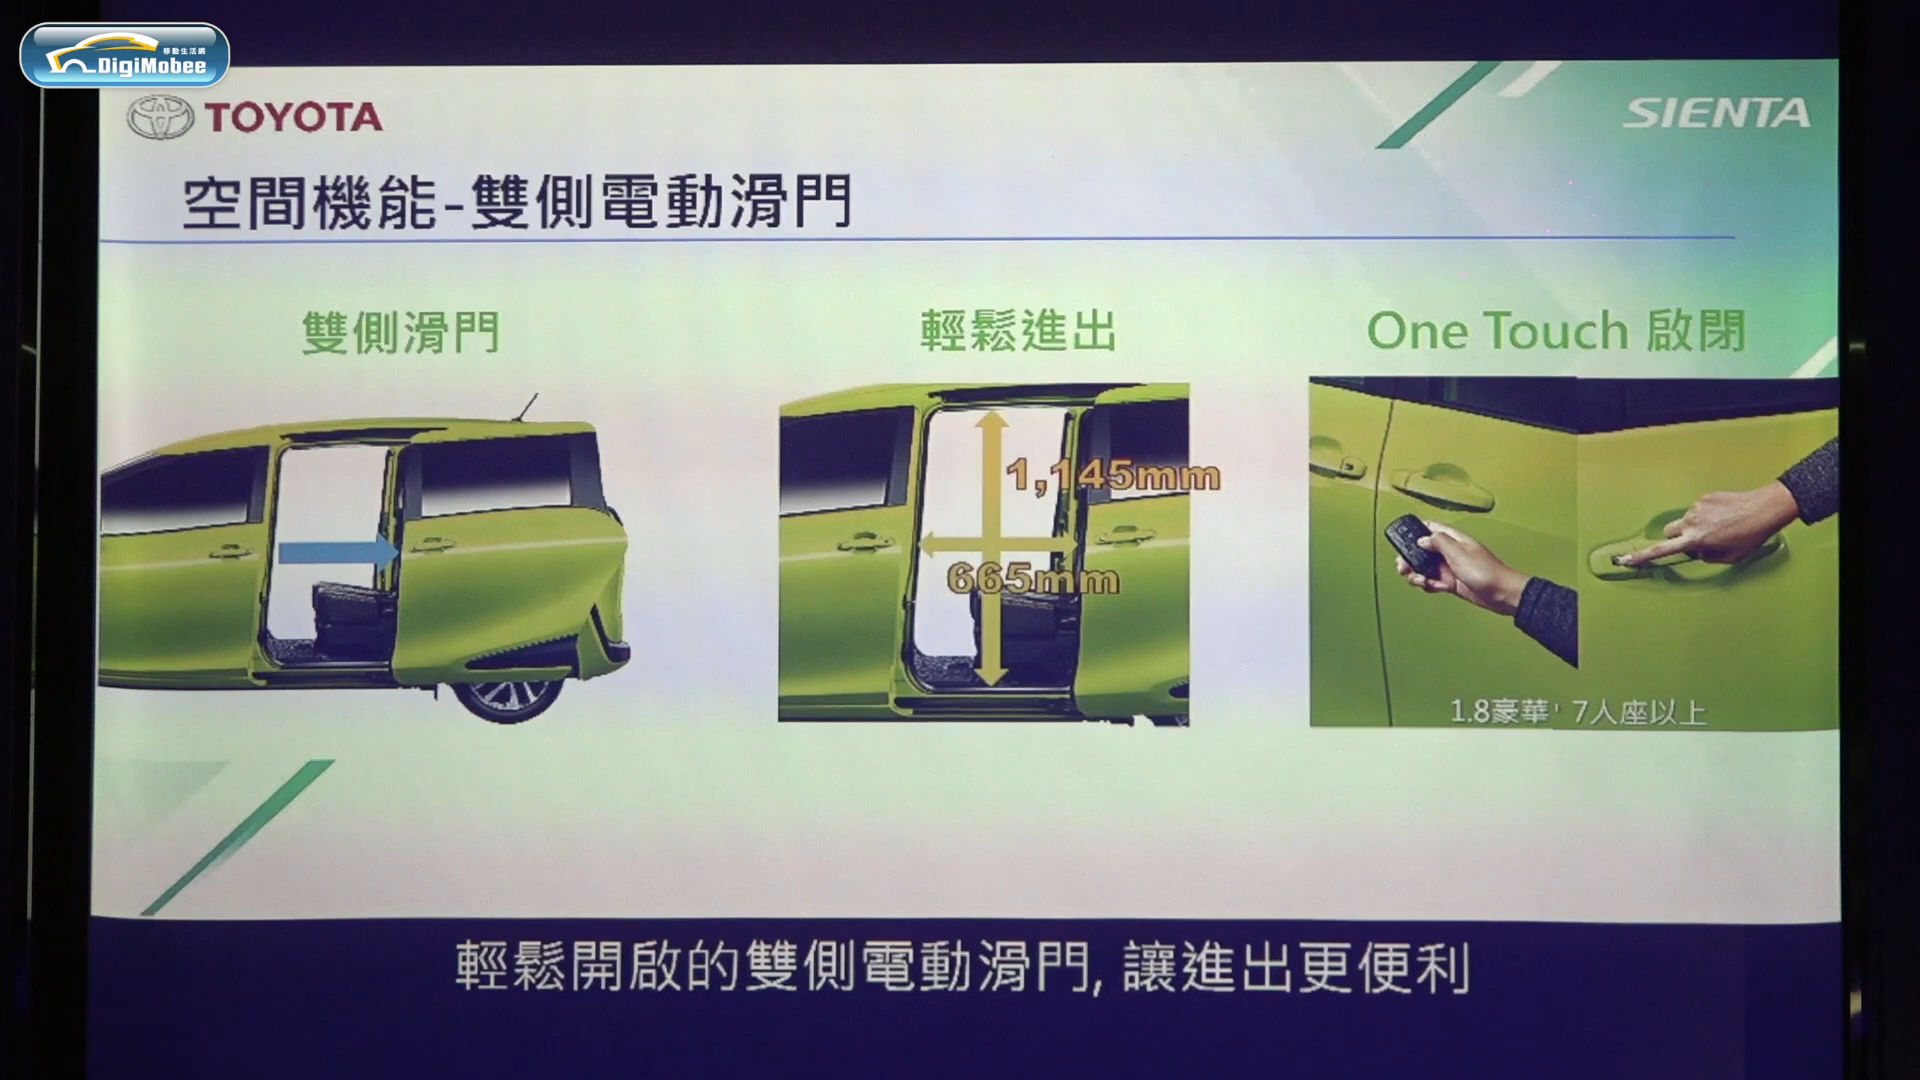 移動生活網
DigiMobee
TOYOTA
SIENTA
空間機能-雙側電動滑門
雙側滑門
輕鬆進出
One Touch 啟閉
1,145mm
665mm
1.8豪華, 7人座以上
輕鬆開啟的雙側電動滑門, 讓進出更便利